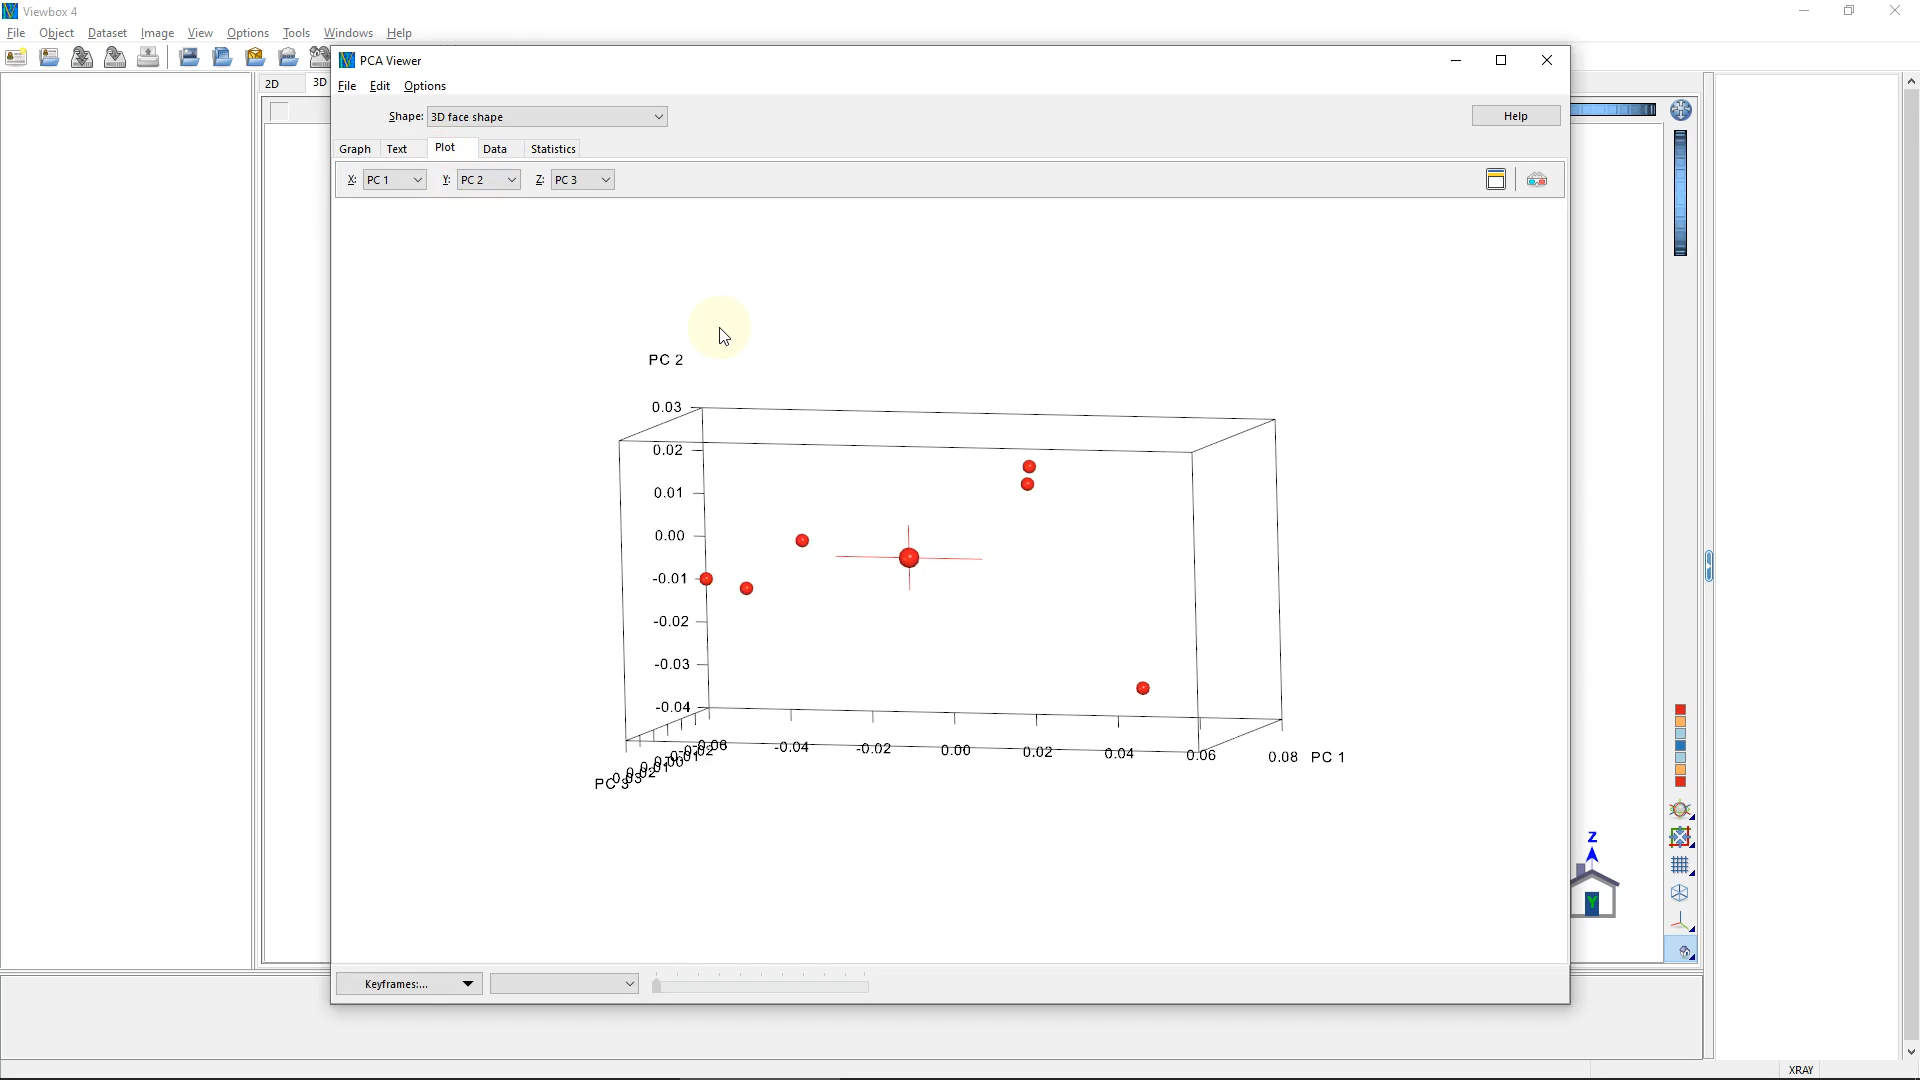 Viewbox 4
File Object Dataset Image View Options Tools Windows Help
PCA Viewer
2D 3D
File Edit Options
Shape: 3D face shape
Help
Graph Text Plot Data Statistics
X: PC 1 Y: PC 2 Z: PC 3
PC 2
0.03
0.02
0.01
0.00
-0.01
-0.02
-0.03
-0.04
-0.04 -0.02 0.00 0.02 0.04 0.06 0.08 PC 1
PC 3
Z
Y
Keyframes:...
XRAY